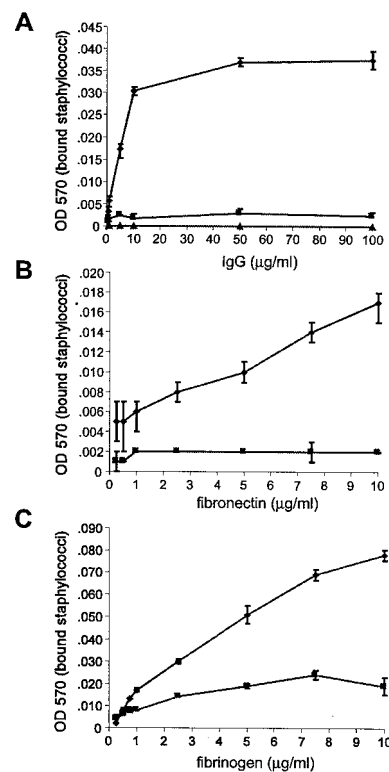 A
OD 570 (bound staphylococci)
.045
.040
.035
.030
.025
.020
.015
.010
.005
0
0 10 20 30 40 50 60 70 80 90 100
IgG (µg/ml)
B
OD 570 (bound staphylococci)
.020
.018
.016
.014
.012
.010
.008
.006
.004
.002
0
0 1 2 3 4 5 6 7 8 9 10
fibronectin (µg/ml)
C
OD 570 (bound staphylococci)
.090
.080
.070
.060
.050
.040
.030
.020
.010
0
0 1 2 3 4 5 6 7 8 9 10
fibrinogen (µg/ml)